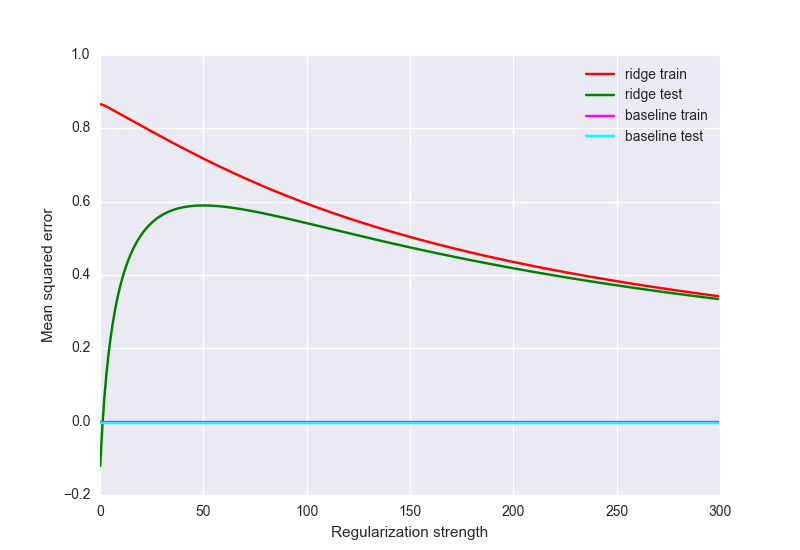 1.0
0.8
0.6
0.4
0.2
0.0
−0.2
Mean squared error
ridge train
ridge test
baseline train
baseline test
0 50 100 150 200 250 300
Regularization strength